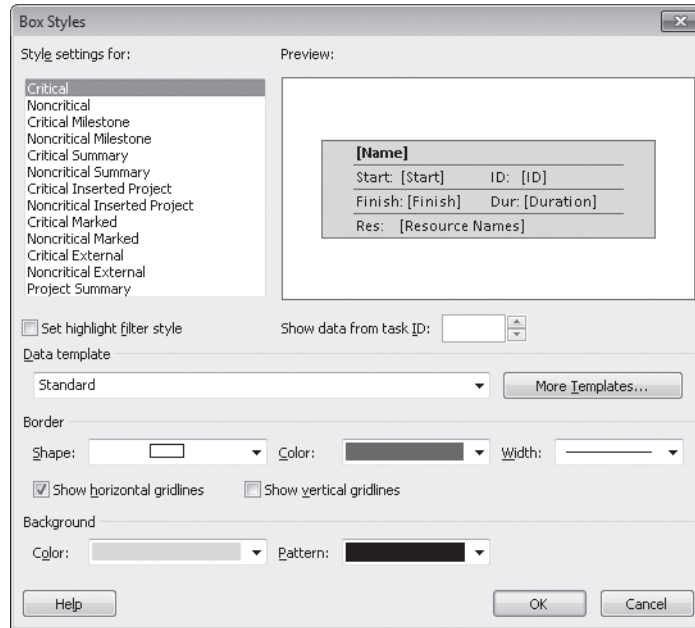 Box Styles
Style settings for:
Preview:
Critical
Noncritical
Critical Milestone
Noncritical Milestone
Critical Summary
Noncritical Summary
Critical Inserted Project
Noncritical Inserted Project
Critical Marked
Noncritical Marked
Critical External
Noncritical External
Project Summary
[Name]
Start: [Start] ID: [ID]
Finish: [Finish] Dur: [Duration]
Res: [Resource Names]
Set highlight filter style
Show data from task ID:
Data template
Standard
More Templates...
Border
Shape: Color: Width:
Show horizontal gridlines Show vertical gridlines
Background
Color: Pattern:
Help OK Cancel